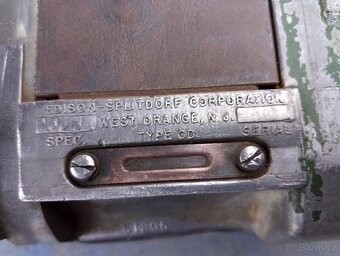 EDISON-SPLITDORF CORPORATION
WEST ORANGE, N.J.
SPEC. TYPE CD SERIAL